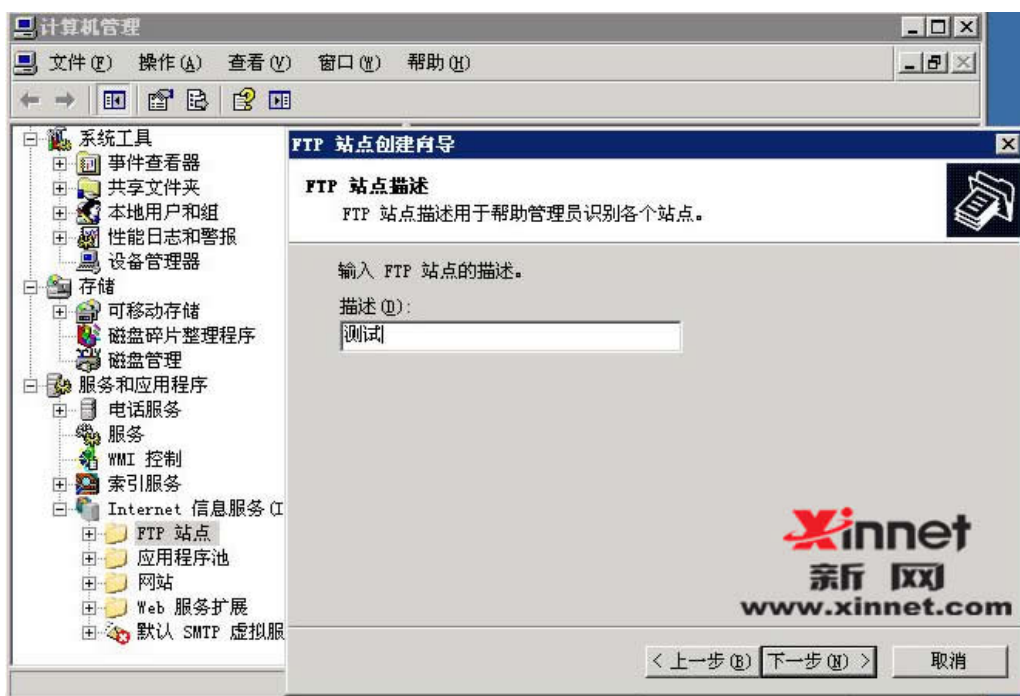 计算机管理
文件(F) 操作(A) 查看(V) 窗口(W) 帮助(H)
系统工具
事件查看器
共享文件夹
本地用户和组
性能日志和警报
设备管理器
存储
可移动存储
磁盘碎片整理程序
磁盘管理
服务和应用程序
电话服务
服务
WMI 控制
索引服务
Internet 信息服务(I
FTP 站点
应用程序池
网站
Web 服务扩展
默认 SMTP 虚拟服
FTP 站点创建向导
FTP 站点描述
FTP 站点描述用于帮助管理员识别各个站点。
输入 FTP 站点的描述。
描述(D):
测试
Xinnet
新网
www.xinnet.com
< 上一步(B) 下一步(N) > 取消